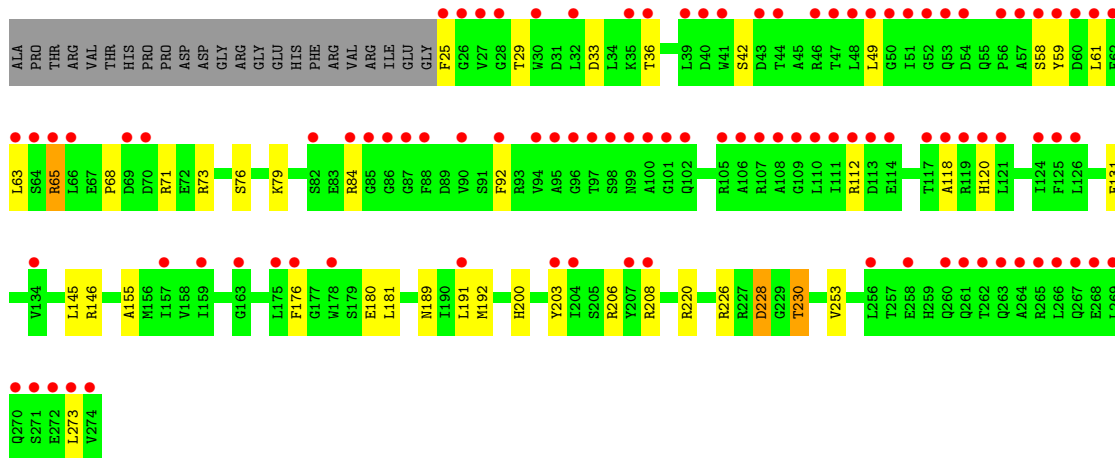 ALA PRO THR ARG VAL THR HIS PRO PRO ASP ASP GLY ARG GLY GLU HIS PHE ARG VAL ARG ILE GLU GLY F25 G26 V27 G28 T29 W30 D31 L32 D33 L34 K35 T36 L39 D40 W41 S42 D43 T44 A45 R46 T47 L48 L49 G50 I51 G52 Q53 D54 Q55 P56 A57 S58 Y59 D60 L61
L63 S64 R65 L66 E67 P68 D69 D70 R71 E72 R73 S76 K79 S82 E83 R84 G85 G86 G87 F88 D89 V90 S91 F92 R93 V94 A95 G96 T97 S98 N99 A100 G101 Q102 R105 A106 R107 A108 G109 L110 I111 R112 D113 E114 T117 A118 R119 H120 L121 I124 F125 L126
V134 L145 R146 A155 M156 I157 V158 I159 G163 L175 F176 G177 W178 S179 E180 L181 N189 I190 L191 M192 H200 Y203 I204 S205 R206 Y207 R208 R220 R226 R227 D228 G229 T230 V253 L256 T257 E258 H259 Q260 Q261 T262 Q263 A264 R265 L266 Q267 E268 L269
Q270 S271 E272 L273 V274